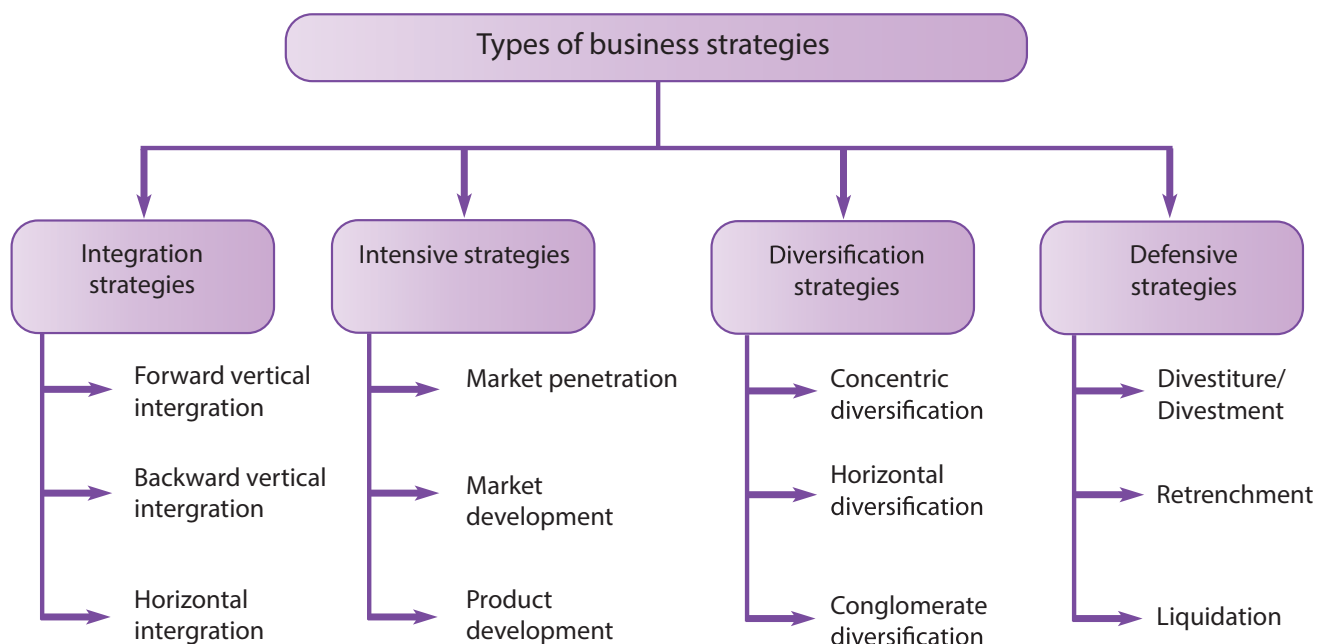 Types of business strategies
Integration
strategies
Forward vertical
intergration
Backward vertical
intergration
Horizontal
intergration
Intensive strategies
Market penetration
Market
development
Product
development
Diversification
strategies
Concentric
diversification
Horizontal
diversification
Conglomerate
diversification
Defensive
strategies
Divestiture/
Divestment
Retrenchment
Liquidation